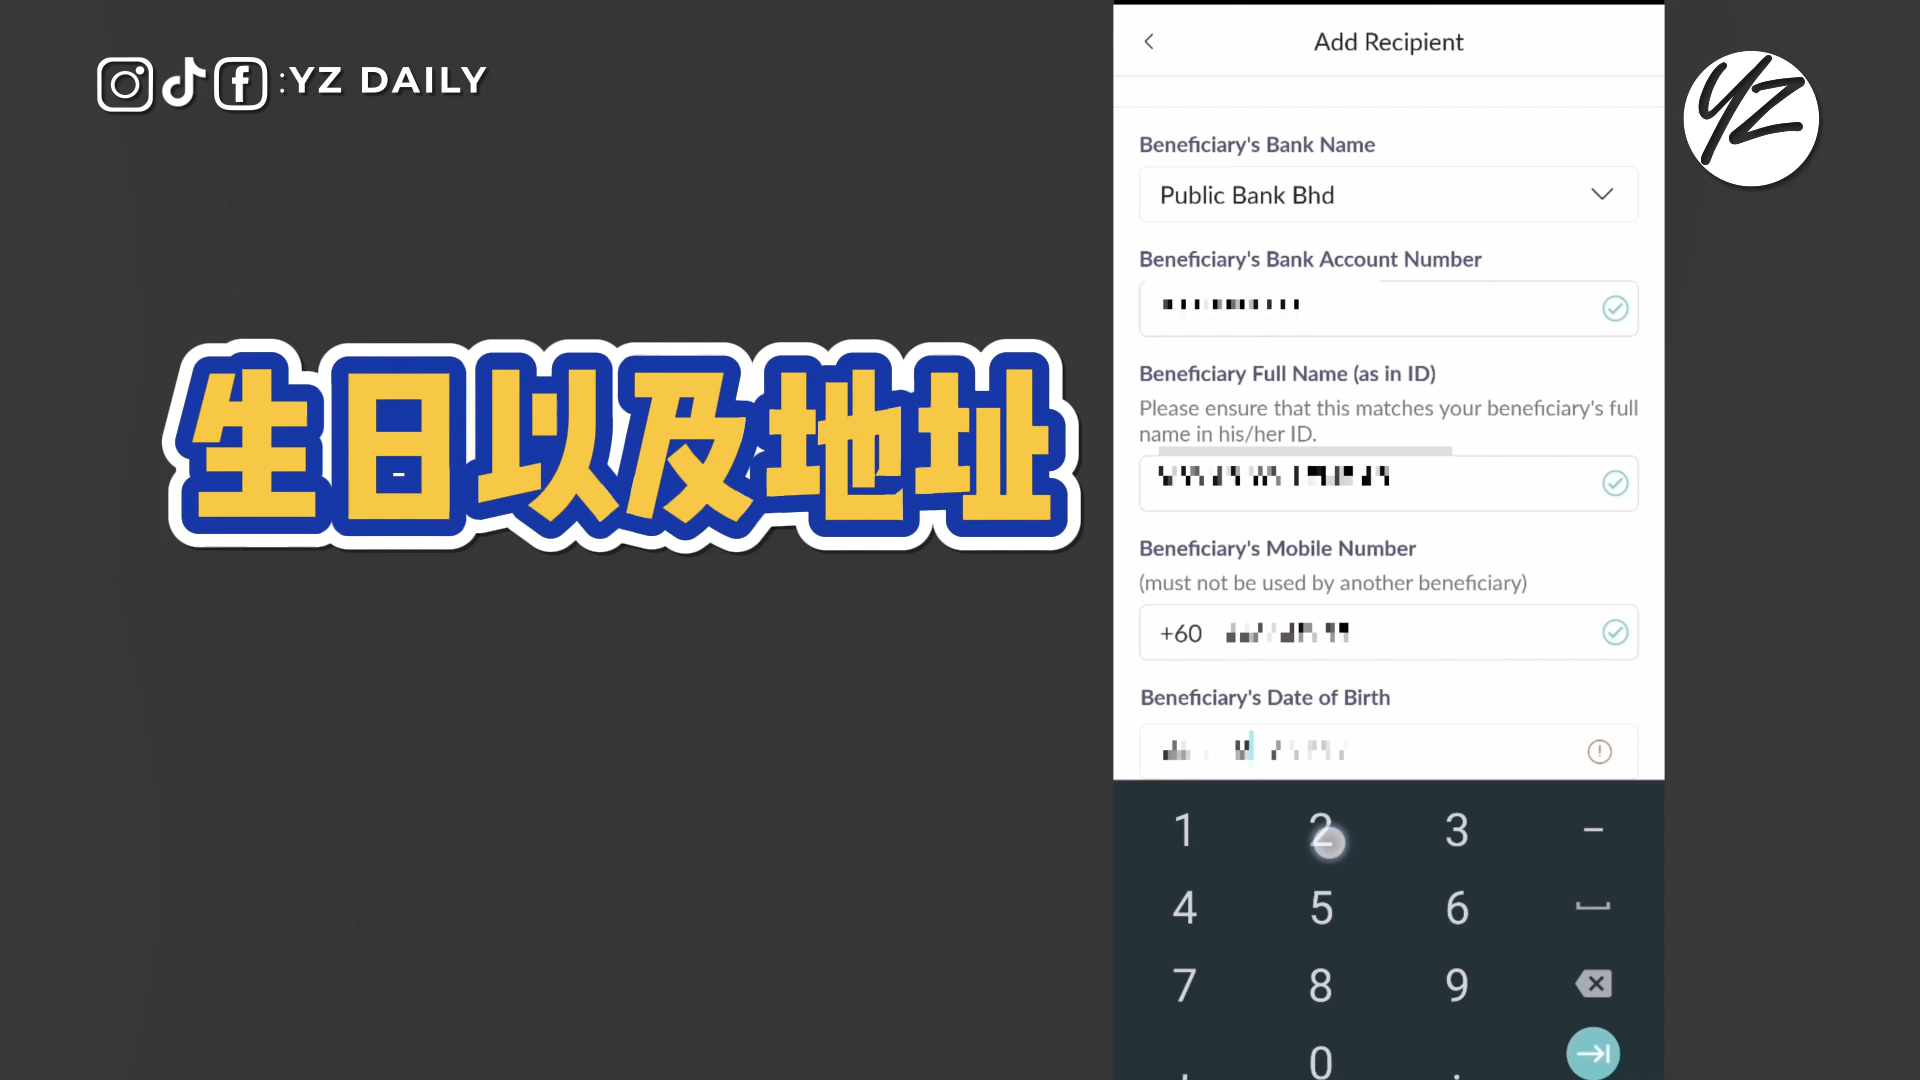 :YZ DAILY
YZ
生日以及地址
Add Recipient
Beneficiary's Bank Name
Public Bank Bhd
Beneficiary's Bank Account Number
Beneficiary Full Name (as in ID)
Please ensure that this matches your beneficiary's full
name in his/her ID.
Beneficiary's Mobile Number
(must not be used by another beneficiary)
+60
Beneficiary's Date of Birth
1 2 3 –
4 5 6
7 8 9
, 0 .